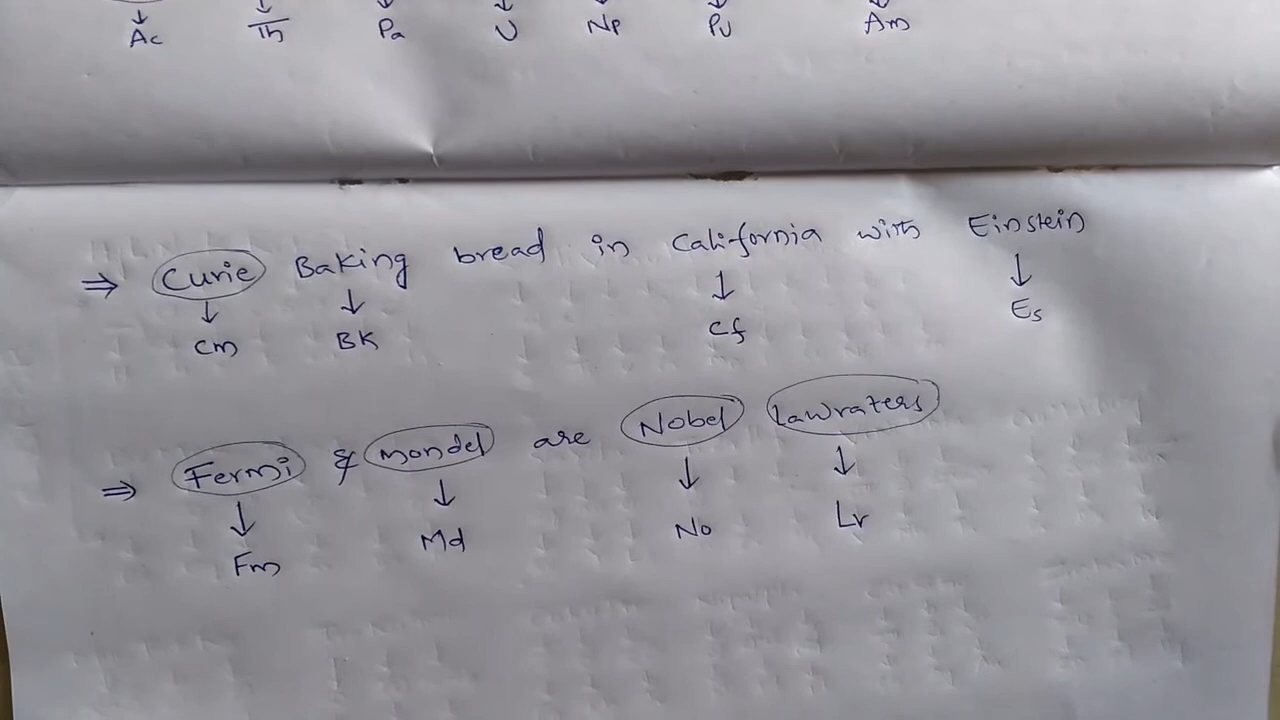 Ac Th Pa U Np Pu Am
⇒ Curie Baking bread in California with Einstein
Cm BK Cf Es
⇒ Fermi & mondel are Nobel Lawraters
Fm Md No Lr